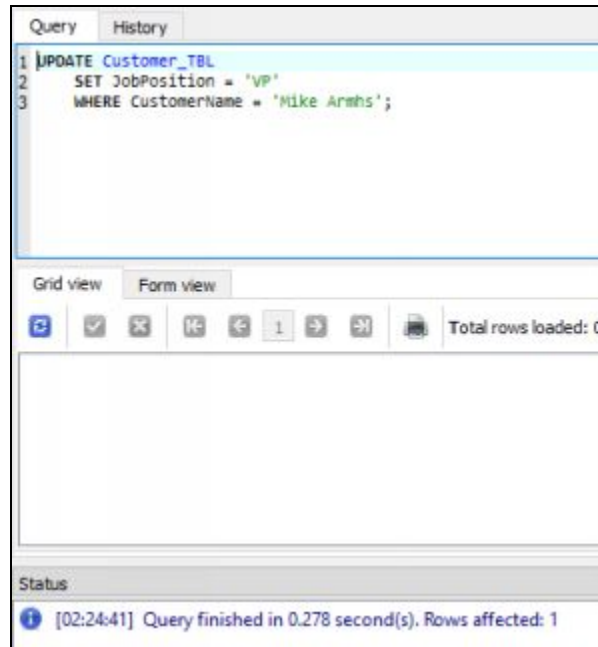 Query History
1 UPDATE Customer_TBL
2 SET JobPosition = 'VP'
3 WHERE CustomerName = 'Mike Armhs';
Grid view Form view
1 Total rows loaded: 0
Status
[02:24:41] Query finished in 0.278 second(s). Rows affected: 1